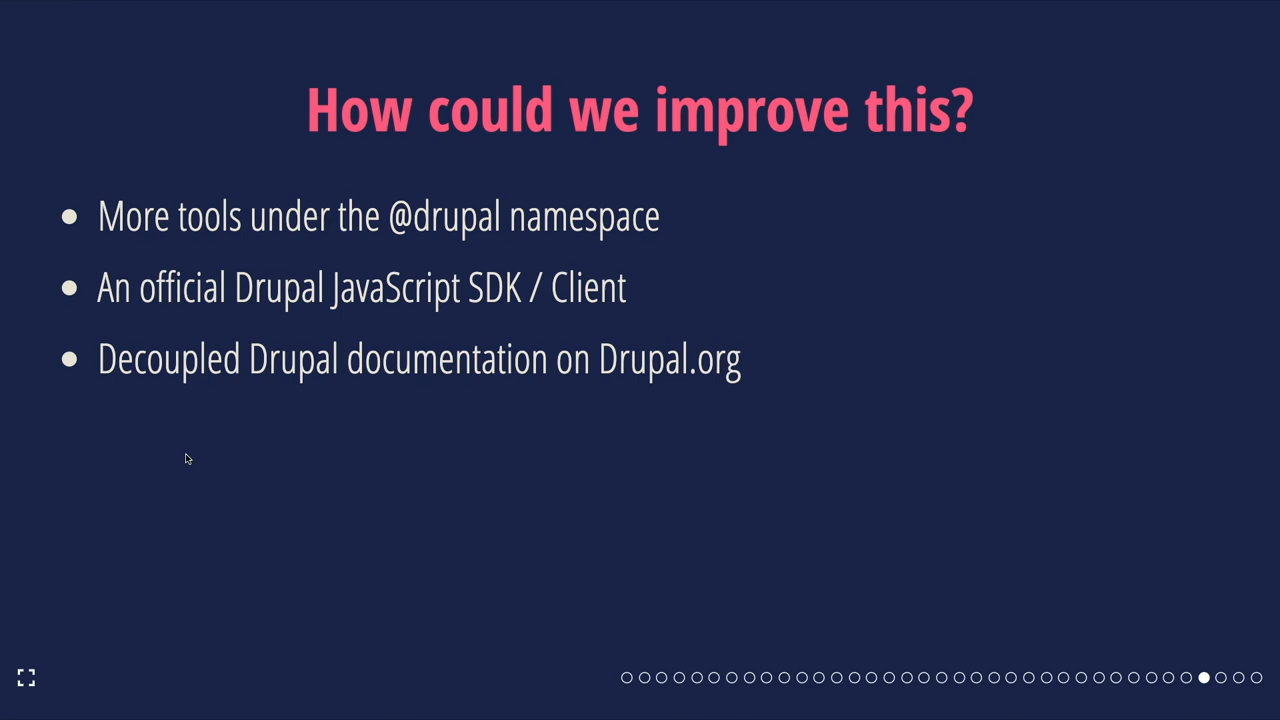 How could we improve this?
More tools under the @drupal namespace
An official Drupal JavaScript SDK / Client
Decoupled Drupal documentation on Drupal.org